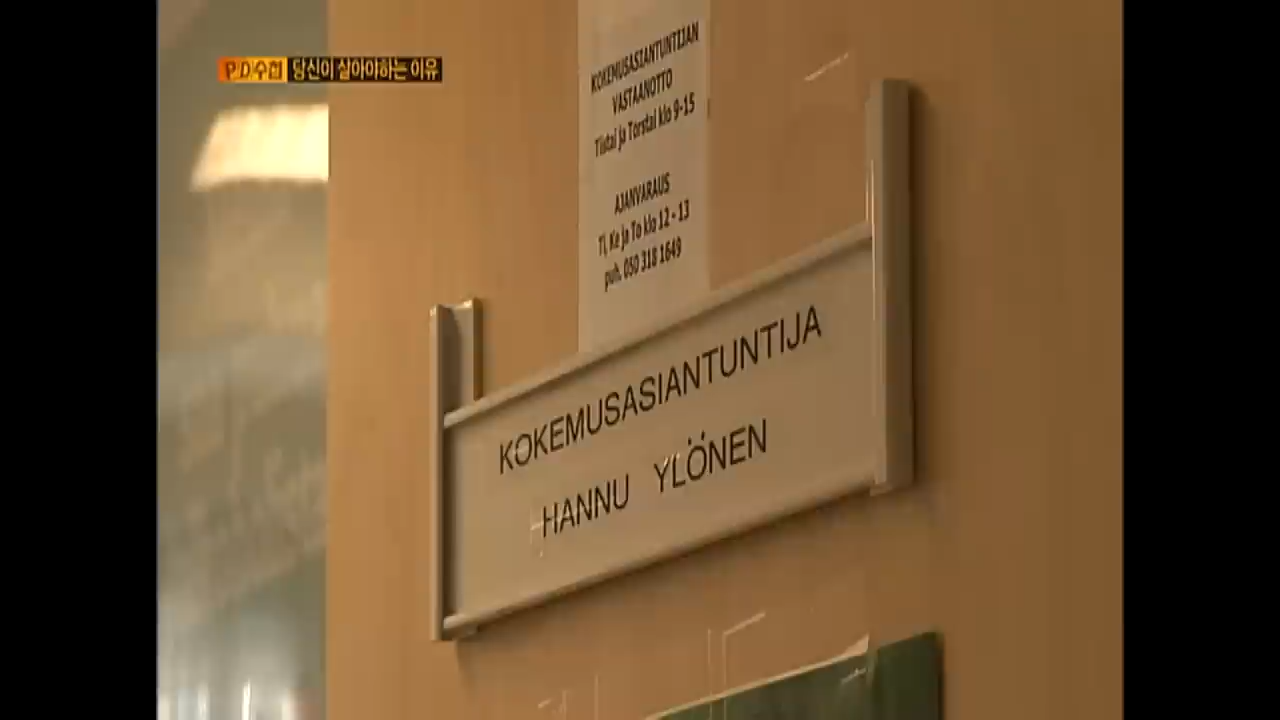 PD수첩 당신이 살아야하는 이유
KOKEMUSASIANTUNTIJAN
VASTAANOTTO
Tiistai ja Torstai klo 9-15
AJANVARAUS
Ti, Ke ja To klo 12 - 13
puh. 050 318 1649
KOKEMUSASIANTUNTIJA
HANNU YLÖNEN